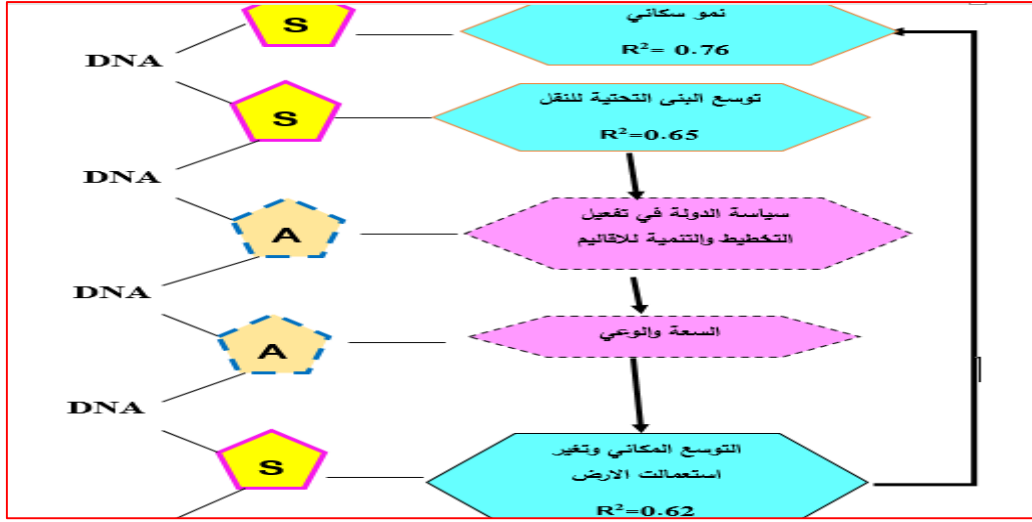 S
نمو سكاني
R²= 0.76
DNA
S
توسع البنى التحتية للنقل
R²=0.65
DNA
A
سياسة الدولة في تفعيل
التخطيط والتنمية للاقاليم
DNA
A
السعة والوعي
DNA
S
التوسع المكاني وتغير
استعمالت الارض
R²=0.62